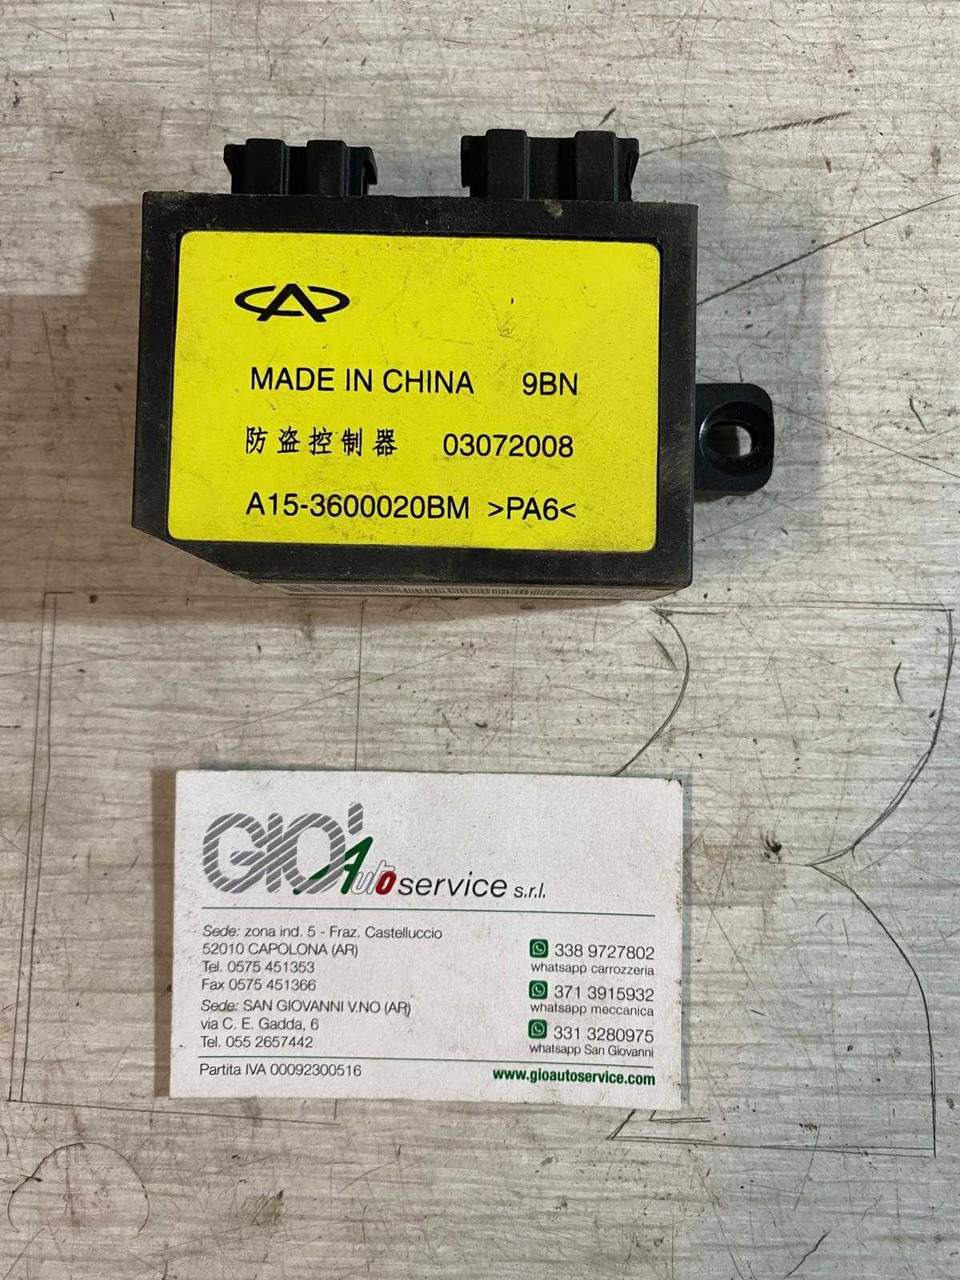 MADE IN CHINA 9BN
防盗控制器 03072008
A15-3600020BM >PA6<
GIO' Auto service s.r.l.
Sede: zona ind. 5 - Fraz. Castelluccio
52010 CAPOLONA (AR)
Tel. 0575 451353
Fax 0575 451366
Sede: SAN GIOVANNI V.NO (AR)
via C. E. Gadda, 6
Tel. 055 2657442
338 9727802
whatsapp carrozzeria
371 3915932
whatsapp meccanica
331 3280975
whatsapp San Giovanni
Partita IVA 00092300516
www.gioautoservice.com